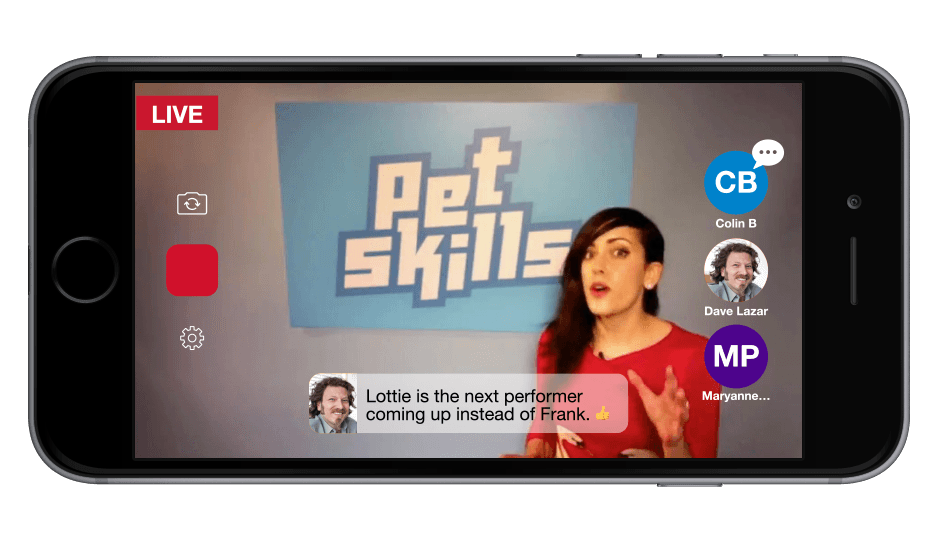 LIVE
Pet
skills
CB
Colin B
Dave Lazar
MP
Maryanne...
Lottie is the next performer
coming up instead of Frank. 👍